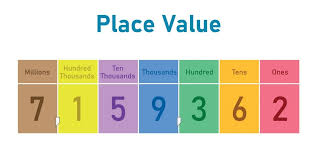 Place Value
Millions Hundred Thousands Ten Thousands Thousands Hundred Tens Ones
7 1 5 9 3 6 2